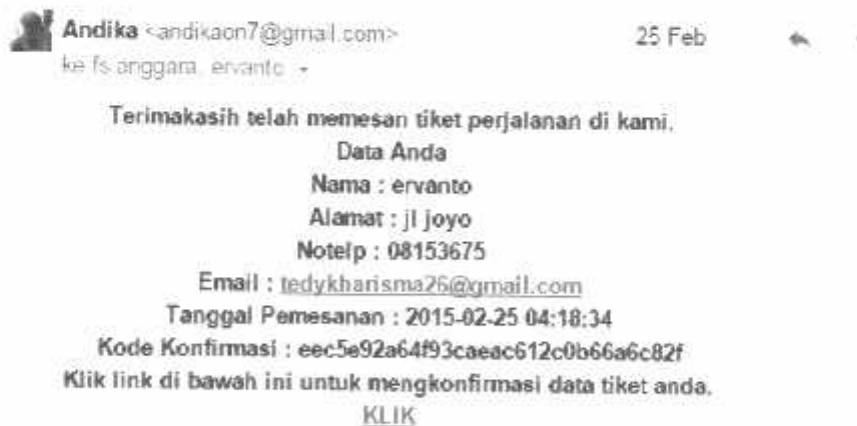 Andika <andikaon7@gmail.com>
25 Feb
ke fs.anggara, ervanto
Terimakasih telah memesan tiket perjalanan di kami.
Data Anda
Nama : ervanto
Alamat : jl joyo
Notelp : 08153675
Email : tedykharisma26@gmail.com
Tanggal Pemesanan : 2015-02-25 04:18:34
Kode Konfirmasi : eec5e92a64f93caeac612c0b66a6c82f
Klik link di bawah ini untuk mengkonfirmasi data tiket anda.
KLIK